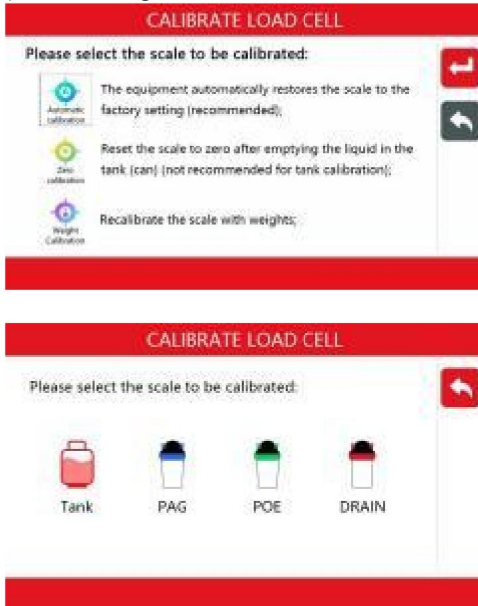 CALIBRATE LOAD CELL
Please select the scale to be calibrated:
Automatic
calibration
The equipment automatically restores the scale to the
factory setting (recommended);
Zero
calibration
Reset the scale to zero after emptying the liquid in the
tank (can) (not recommended for tank calibration);
Weight
Calibration
Recalibrate the scale with weights;
CALIBRATE LOAD CELL
Please select the scale to be calibrated:
Tank
PAG
POE
DRAIN